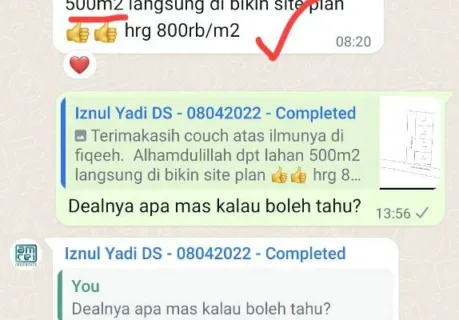 500m2 langsung di bikin site plan
👍👍 hrg 800rb/m2
08:20
Iznul Yadi DS - 08042022 - Completed
Terimakasih couch atas ilmunya di
fiqeeh. Alhamdulillah dpt lahan 500m2
langsung di bikin site plan 👍👍 hrg 8...
Dealnya apa mas kalau boleh tahu?
13:56
Iznul Yadi DS - 08042022 - Completed
You
Dealnya apa mas kalau boleh tahu?